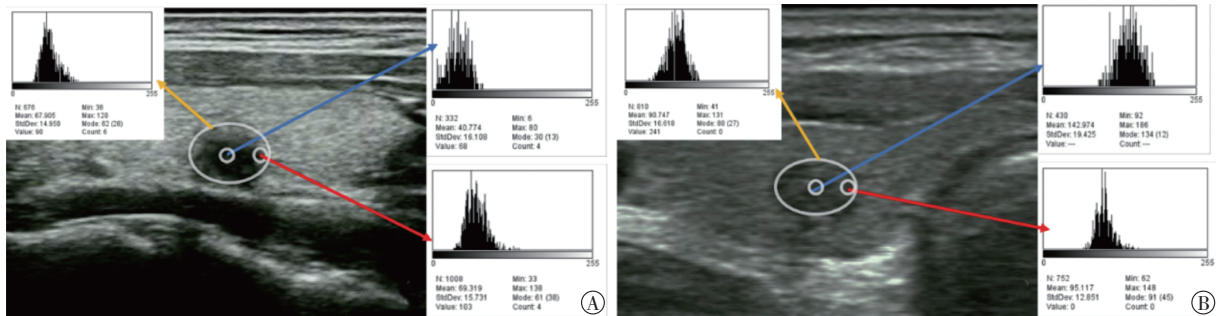 0 255
N: 676 Min: 36
Mean: 67.905 Max: 120
StdDev: 14.950 Mode: 62 (28)
Value: 90 Count: 6
0 255
N: 332 Min: 6
Mean: 40.774 Max: 80
StdDev: 16.108 Mode: 30 (13)
Value: 68 Count: 4
0 255
N: 1008 Min: 33
Mean: 69.319 Max: 138
StdDev: 15.731 Mode: 61 (38)
Value: 163 Count: 4
A
0 255
N: 810 Min: 41
Mean: 90.747 Max: 131
StdDev: 16.618 Mode: 88 (27)
Value: 241 Count: 0
0 255
N: 430 Min: 92
Mean: 142.974 Max: 186
StdDev: 19.425 Mode: 134 (12)
Value: --- Count: ---
0 255
N: 752 Min: 62
Mean: 95.117 Max: 148
StdDev: 12.851 Mode: 91 (45)
Value: 0 Count: 0
B